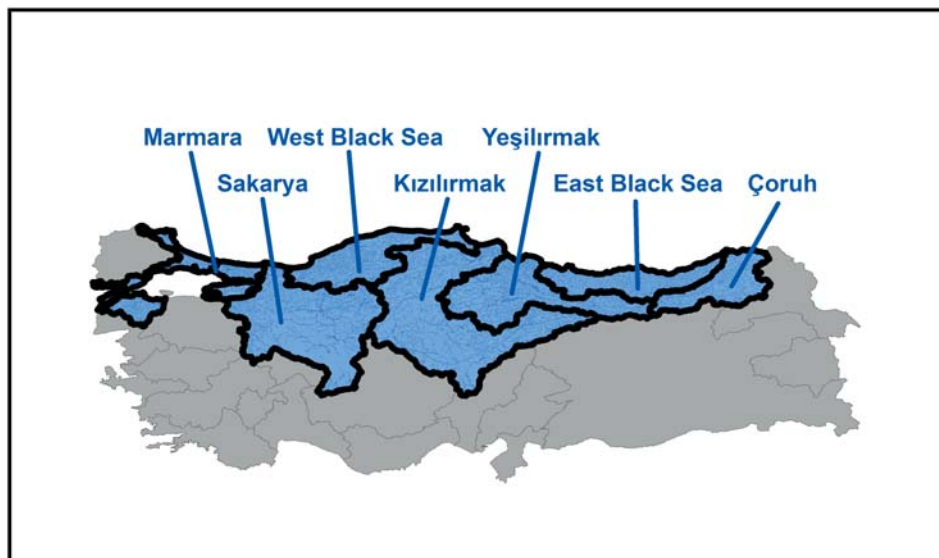 Marmara
West Black Sea
Yeşilırmak
Sakarya
Kızılırmak
East Black Sea
Çoruh